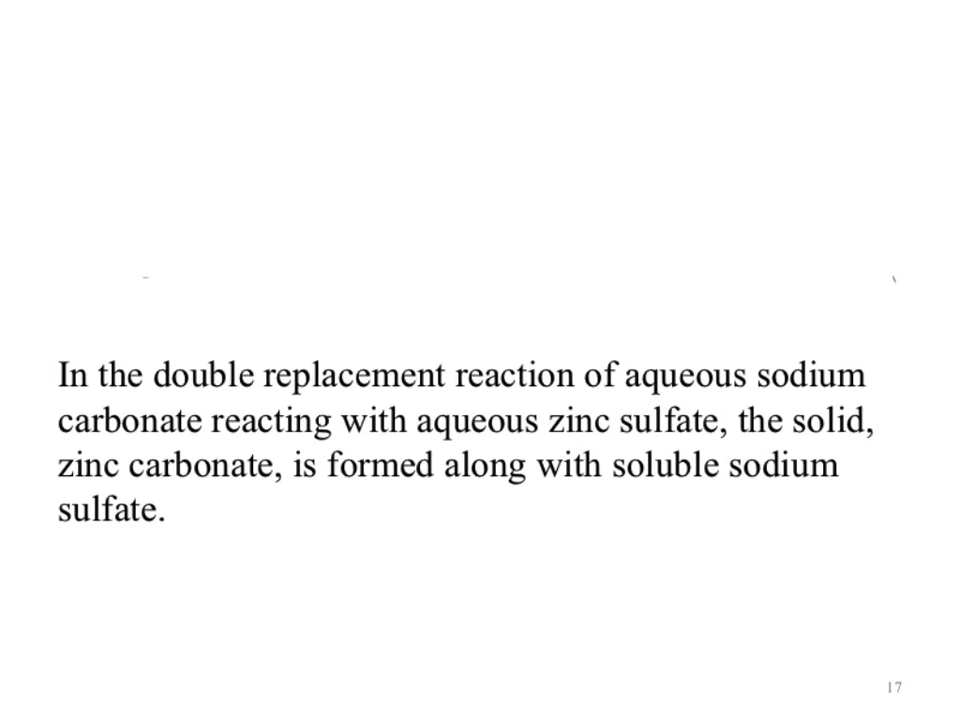 In the double replacement reaction of aqueous sodium
carbonate reacting with aqueous zinc sulfate, the solid,
zinc carbonate, is formed along with soluble sodium
sulfate.
17